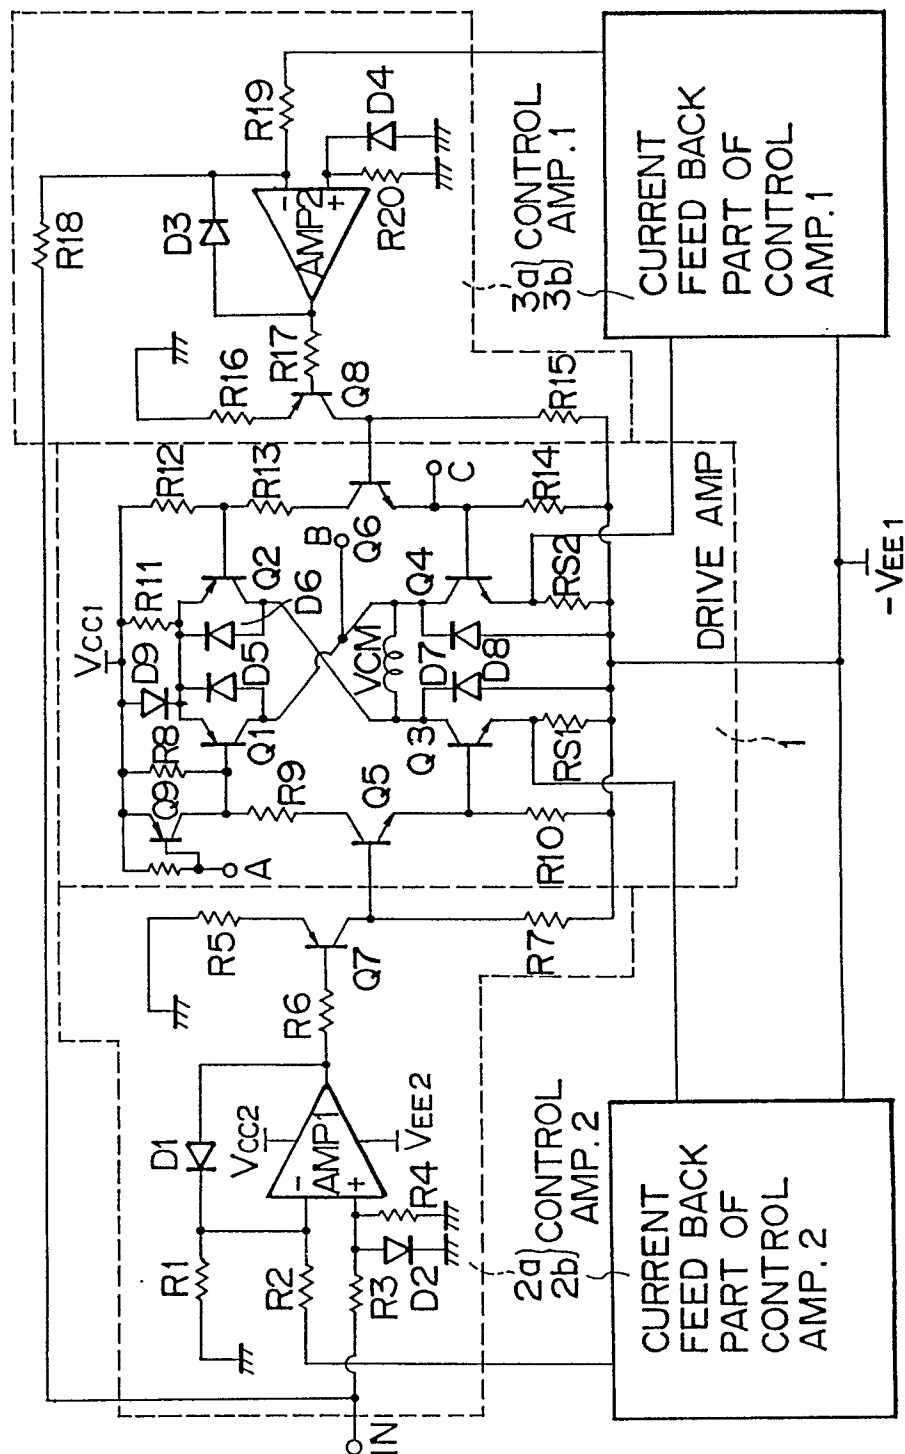 IN
R1
R2
R3
D2
R4
D1
VCC2
AMP1
-
+
VEE2
R6
R5
Q7
R7
2a} CONTROL
2b} AMP.2
CURRENT
FEED BACK
PART OF
CONTROL
AMP.2
A
Q9
R8
D9
VCC1
R11
R12
R9
Q1
D5
D6
Q2
R13
Q5
Q3
VCM
B
Q6
C
D7
D8
Q4
R10
RS1
RS2
R14
1
DRIVE AMP
-VEE1
R18
D3
R16
R17
Q8
R15
AMP2
-
+
R19
R20
D4
3a} CONTROL
3b} AMP.1
CURRENT
FEED BACK
PART OF
CONTROL
AMP.1